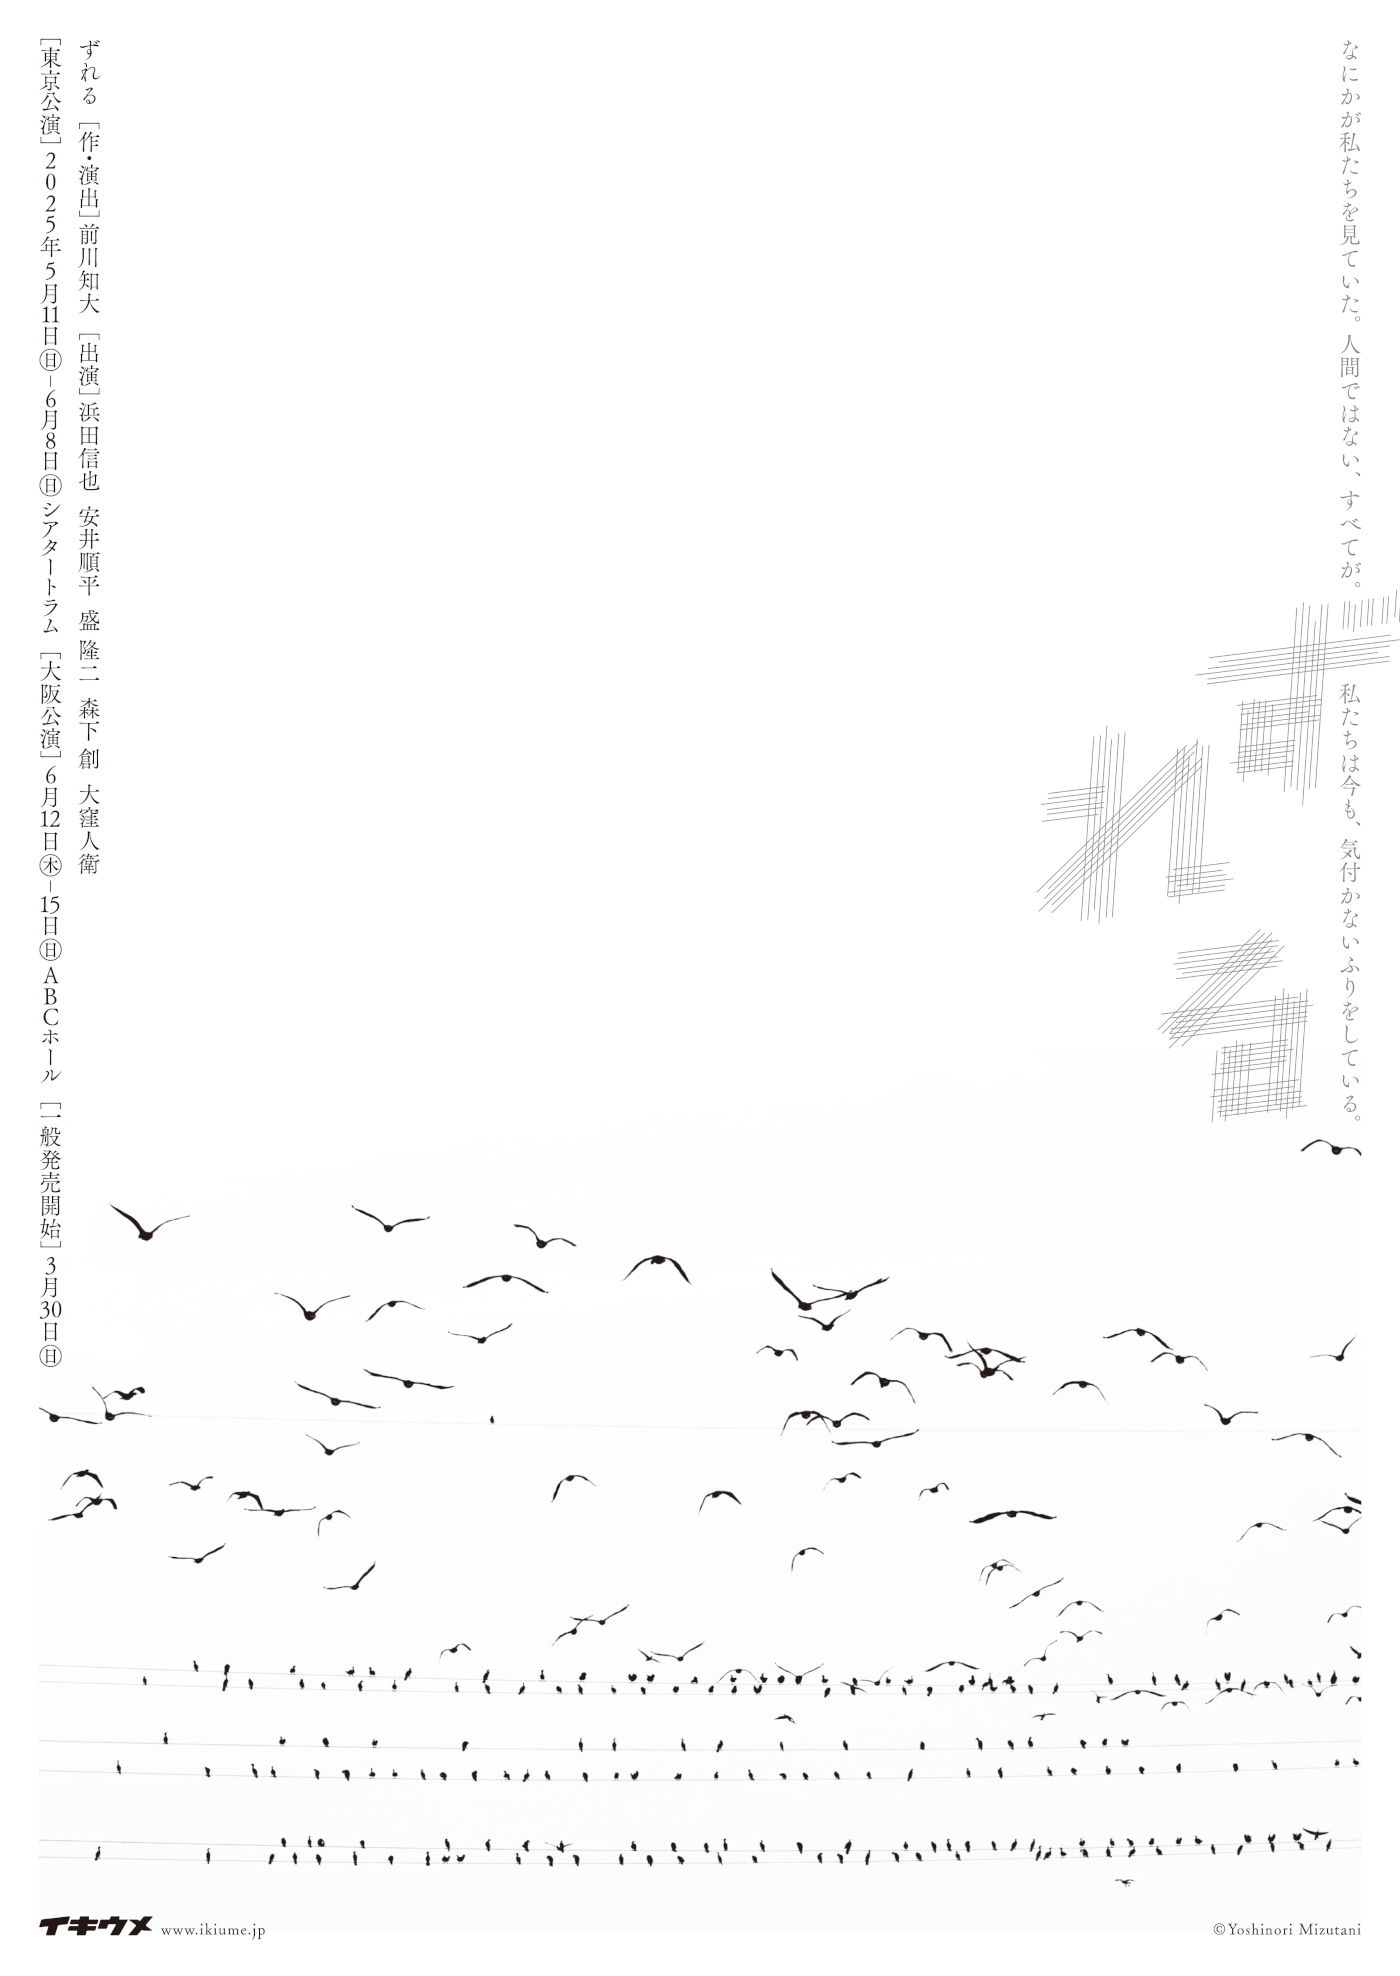 なにかが私たちを見ていた。人間ではない、すべてが。
私たちは今も、気付かないふりをしている。
ずれる
ずれる [作・演出]前川知大 [出演]浜田信也 安井順平 盛 隆二 森下 創 大窪人衛
[東京公演]2025年5月11日㊐–6月8日㊐シアタートラム [大阪公演]6月12日㊍–15日㊐ABCホール [一般発売開始]3月30日㊐
イキウメ www.ikiume.jp
©Yoshinori Mizutani